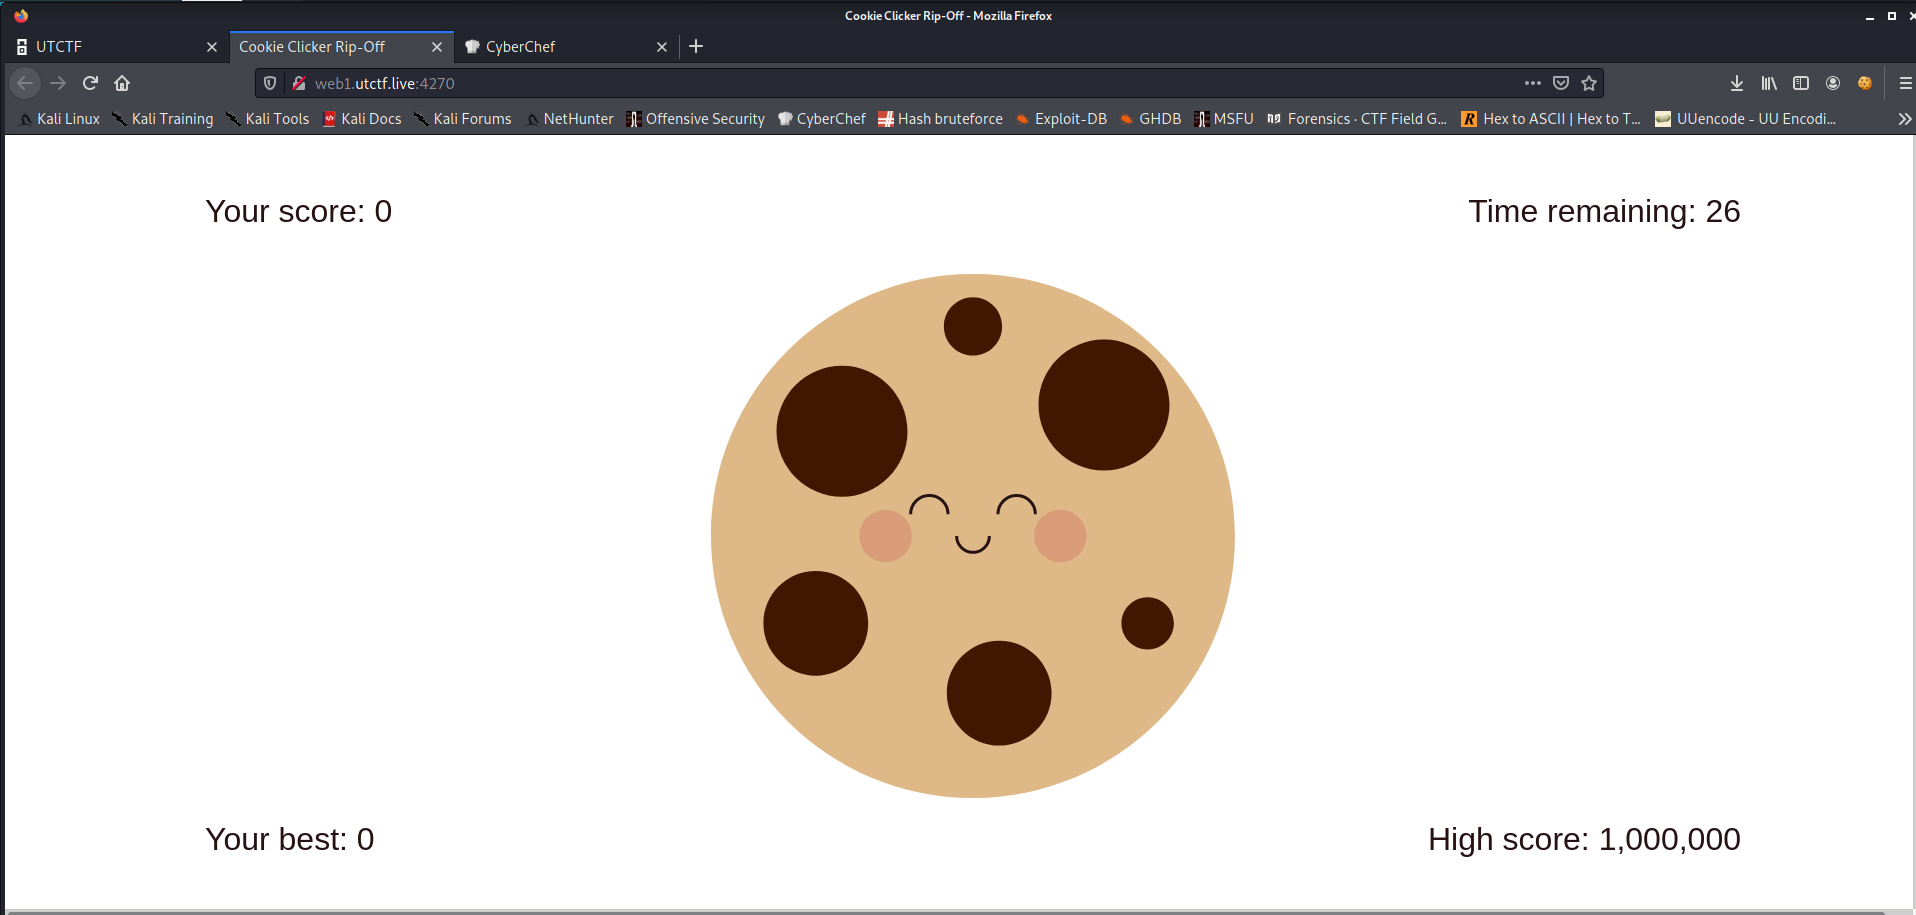 Cookie Clicker Rip-Off - Mozilla Firefox
UTCTF Cookie Clicker Rip-Off CyberChef
web1.utctf.live:4270
Kali Linux Kali Training Kali Tools Kali Docs Kali Forums NetHunter Offensive Security CyberChef Hash bruteforce Exploit-DB GHDB MSFU Forensics · CTF Field G... Hex to ASCII | Hex to T... UUencode - UU Encodi...
Your score: 0 Time remaining: 26
Your best: 0 High score: 1,000,000